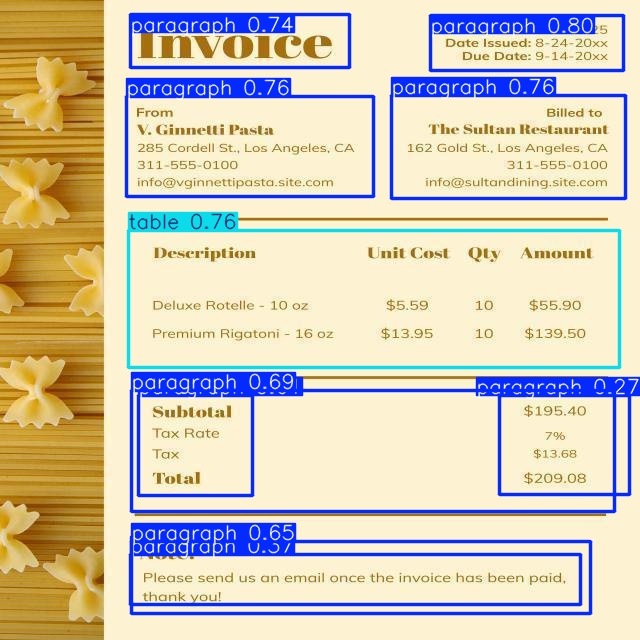 paragraph 0.74
Invoice
paragraph 0.80
25
Date Issued: 8-24-20xx
Due Date: 9-14-20xx
paragraph 0.76
From
V. Ginnetti Pasta
285 Cordell St., Los Angeles, CA
311-555-0100
info@vginnettipasta.site.com
paragraph 0.76
Billed to
The Sultan Restaurant
162 Gold St., Los Angeles, CA
311-555-0100
info@sultandining.site.com
table 0.76
Description Unit Cost Qty Amount
Deluxe Rotelle - 10 oz $5.59 10 $55.90
Premium Rigatoni - 16 oz $13.95 10 $139.50
paragraph 0.69
paragraph 0.27
Subtotal $195.40
Tax Rate 7%
Tax $13.68
Total $209.08
paragraph 0.65
paragraph 0.37
Note:
Please send us an email once the invoice has been paid,
thank you!